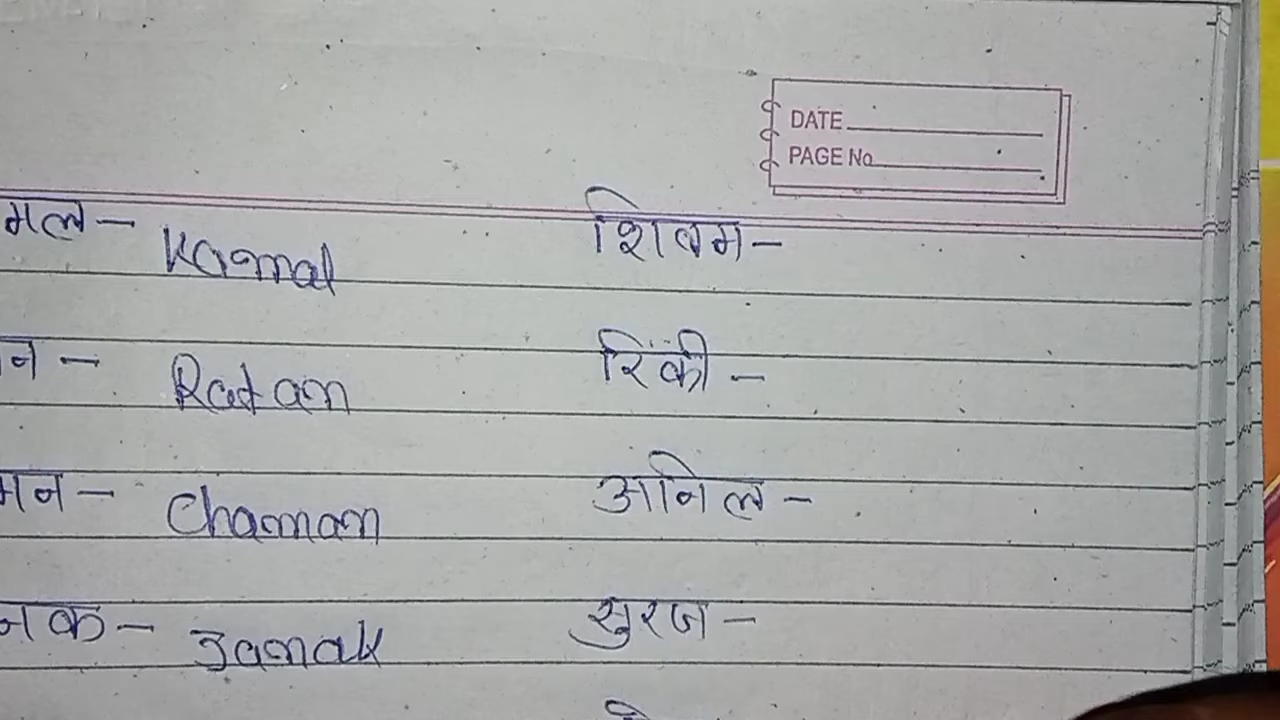 DATE
PAGE No
मल - Kamal शिवम -
न - Ratan रिंकी -
मन - Chaman अनिल -
नक - Janak सुरज -